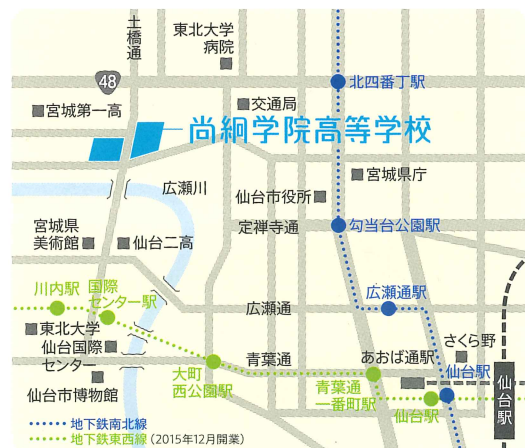 土橋通
東北大学
病院
48
北四番丁駅
宮城第一高
交通局
尚絅学院高等学校
宮城県庁
広瀬川
仙台市役所
定禅寺通
勾当台公園駅
宮城県
美術館
仙台二高
川内駅
国際
センター駅
広瀬通駅
広瀬通
東北大学
さくら野
仙台国際
センター
青葉通
あおば通駅
仙台駅
仙台駅
大町
西公園駅
仙台市博物館
青葉通
一番町駅
仙台駅
地下鉄南北線
地下鉄東西線(2015年12月開業)